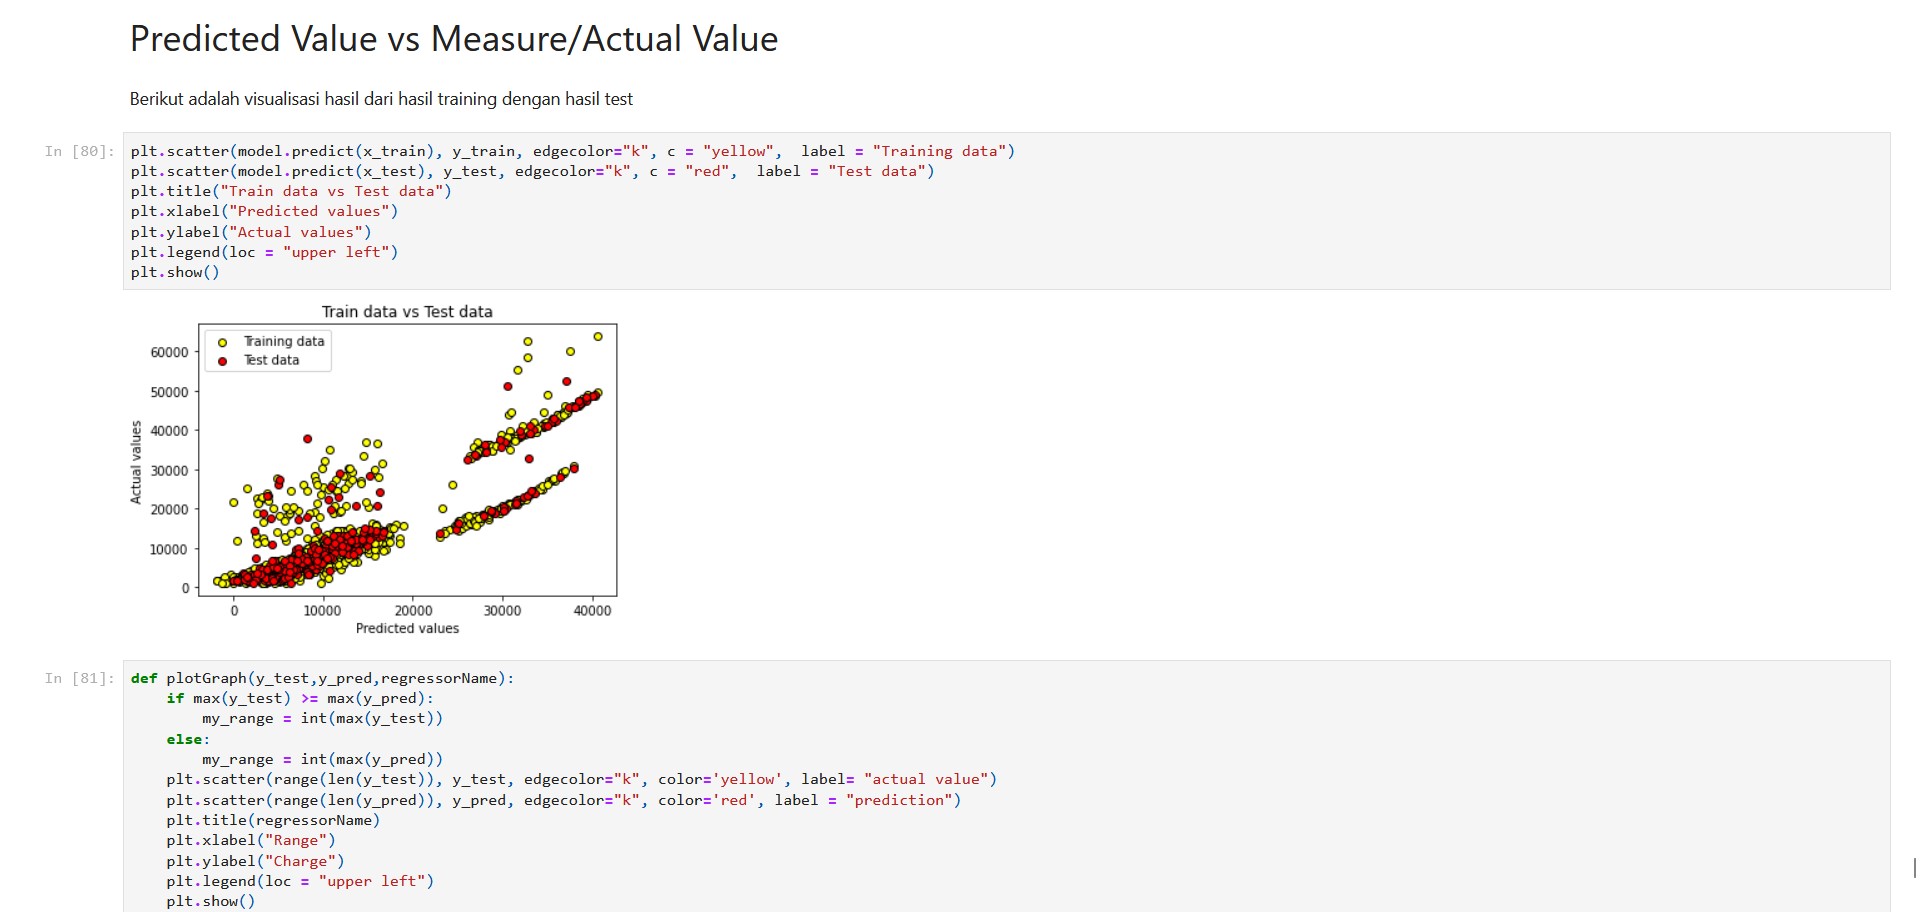 Predicted Value vs Measure/Actual Value
Berikut adalah visualisasi hasil dari hasil training dengan hasil test
In [80]:
plt.scatter(model.predict(x_train), y_train, edgecolor="k", c = "yellow",  label = "Training data")
plt.scatter(model.predict(x_test), y_test, edgecolor="k", c = "red",  label = "Test data")
plt.title("Train data vs Test data")
plt.xlabel("Predicted values")
plt.ylabel("Actual values")
plt.legend(loc = "upper left")
plt.show()
Train data vs Test data
Training data
Test data
Actual values
60000
50000
40000
30000
20000
10000
0
0 10000 20000 30000 40000
Predicted values
In [81]:
def plotGraph(y_test,y_pred,regressorName):
    if max(y_test) >= max(y_pred):
        my_range = int(max(y_test))
    else:
        my_range = int(max(y_pred))
    plt.scatter(range(len(y_test)), y_test, edgecolor="k", color='yellow', label= "actual value")
    plt.scatter(range(len(y_pred)), y_pred, edgecolor="k", color='red', label = "prediction")
    plt.title(regressorName)
    plt.xlabel("Range")
    plt.ylabel("Charge")
    plt.legend(loc = "upper left")
    plt.show()